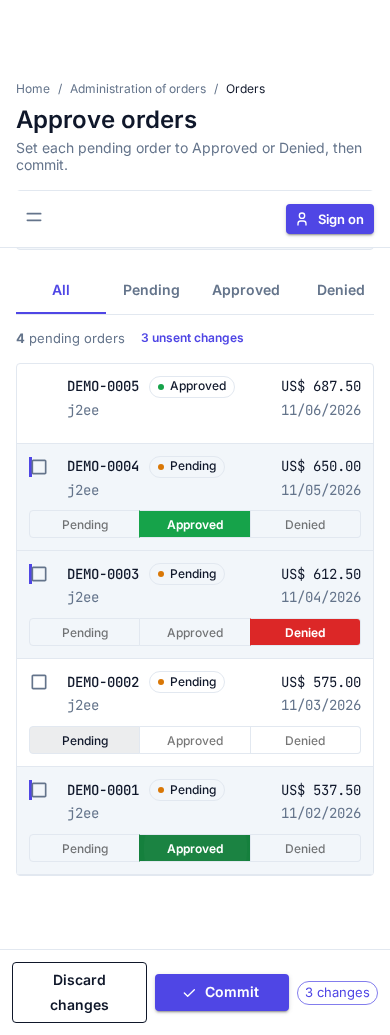 Home / Administration of orders / Orders
Approve orders
Set each pending order to Approved or Denied, then
commit.
Sign on
All Pending Approved Denied
4 pending orders 3 unsent changes
DEMO-0005 Approved US$ 687.50
j2ee 11/06/2026
DEMO-0004 Pending US$ 650.00
j2ee 11/05/2026
Pending Approved Denied
DEMO-0003 Pending US$ 612.50
j2ee 11/04/2026
Pending Approved Denied
DEMO-0002 Pending US$ 575.00
j2ee 11/03/2026
Pending Approved Denied
DEMO-0001 Pending US$ 537.50
j2ee 11/02/2026
Pending Approved Denied
Discard
changes
Commit
3 changes